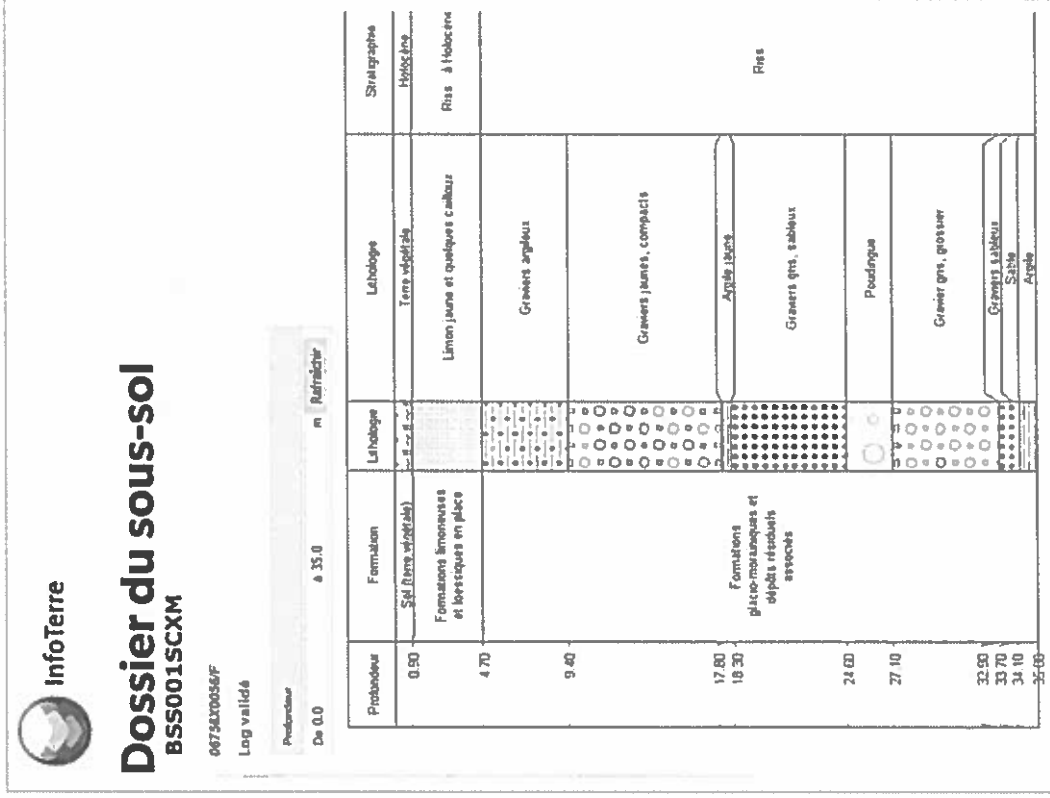 InfoTerre
Dossier du sous-sol
BSS001SCXM
06758X0056/F
Log validé
Profondeur
De 0.0 à 35.0 m Rafraîchir
Profondeur Formation Lithologie Lithologie Stratigraphie
Sol (terre végétale) Terre végétale Holocène
0.90
Formations limoneuses et loessiques en place Limon jaune et quelques cailloux Riss à Holocène
4.70
Graviers argileux
9.40
Graviers jaunes, compacts
17.80
Argile jaune
18.30
Formations glacio-morainiques et dépôts résiduels associés Graviers gris, sableux Riss
24.60
Poudingue
27.10
Gravier gris, grossier
32.90
Graviers sableux
33.70
Sable
34.10
Argile
35.00